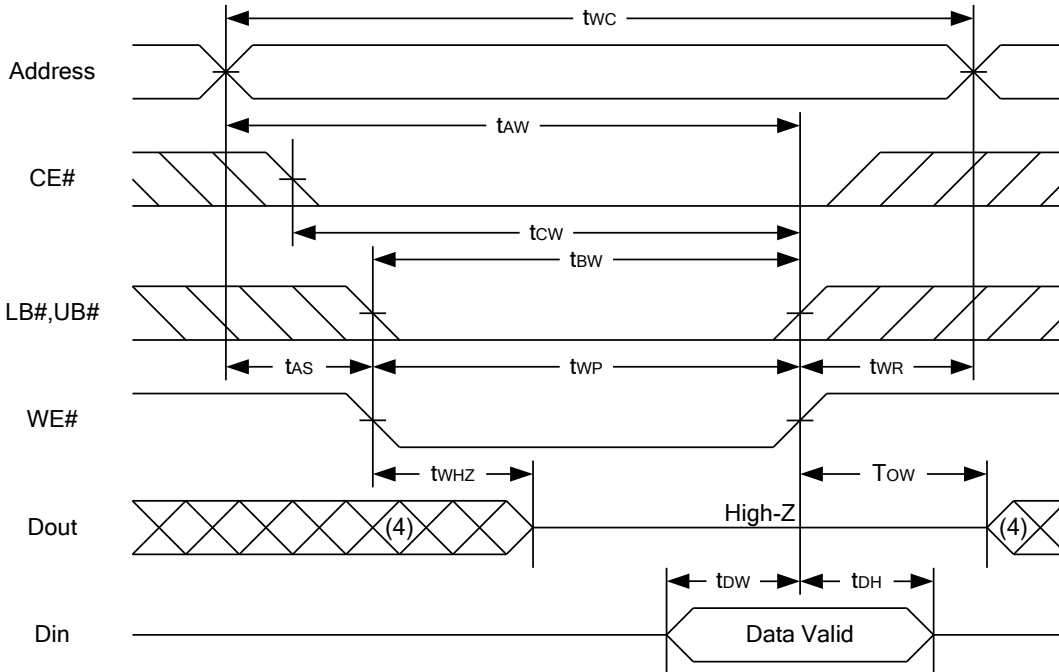 tWC
Address
tAW
CE#
tCW
tBW
LB#,UB#
tAS
tWP
tWR
WE#
tWHZ
TOW
Dout
(4)
High-Z
(4)
tDW
tDH
Din
Data Valid